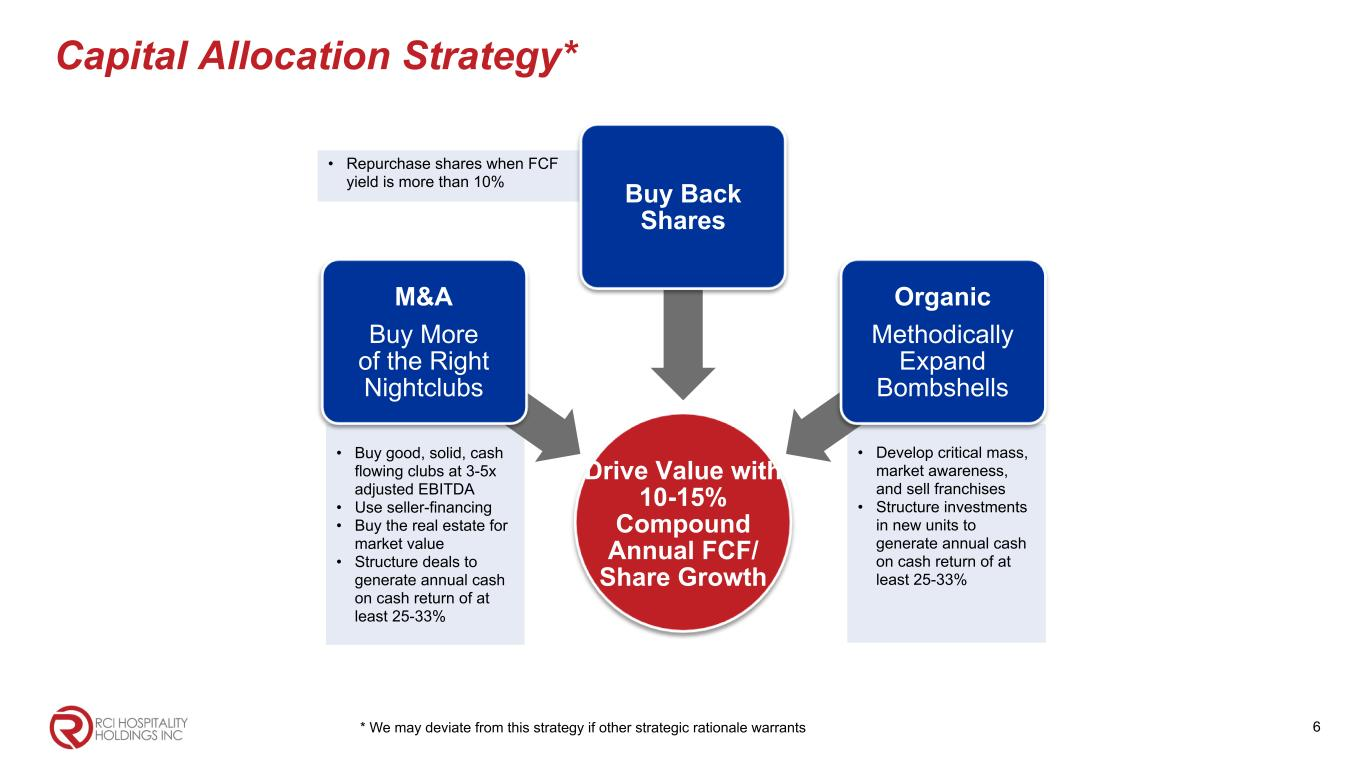 Capital Allocation Strategy*
• Repurchase shares when FCF
yield is more than 10%
Buy Back
Shares
M&A
Buy More
of the Right
Nightclubs
Organic
Methodically
Expand
Bombshells
• Buy good, solid, cash
flowing clubs at 3-5x
adjusted EBITDA
• Use seller-financing
• Buy the real estate for
market value
• Structure deals to
generate annual cash
on cash return of at
least 25-33%
Drive Value with
10-15%
Compound
Annual FCF/
Share Growth
• Develop critical mass,
market awareness,
and sell franchises
• Structure investments
in new units to
generate annual cash
on cash return of at
least 25-33%
R
RCI HOSPITALITY
HOLDINGS INC
* We may deviate from this strategy if other strategic rationale warrants
6